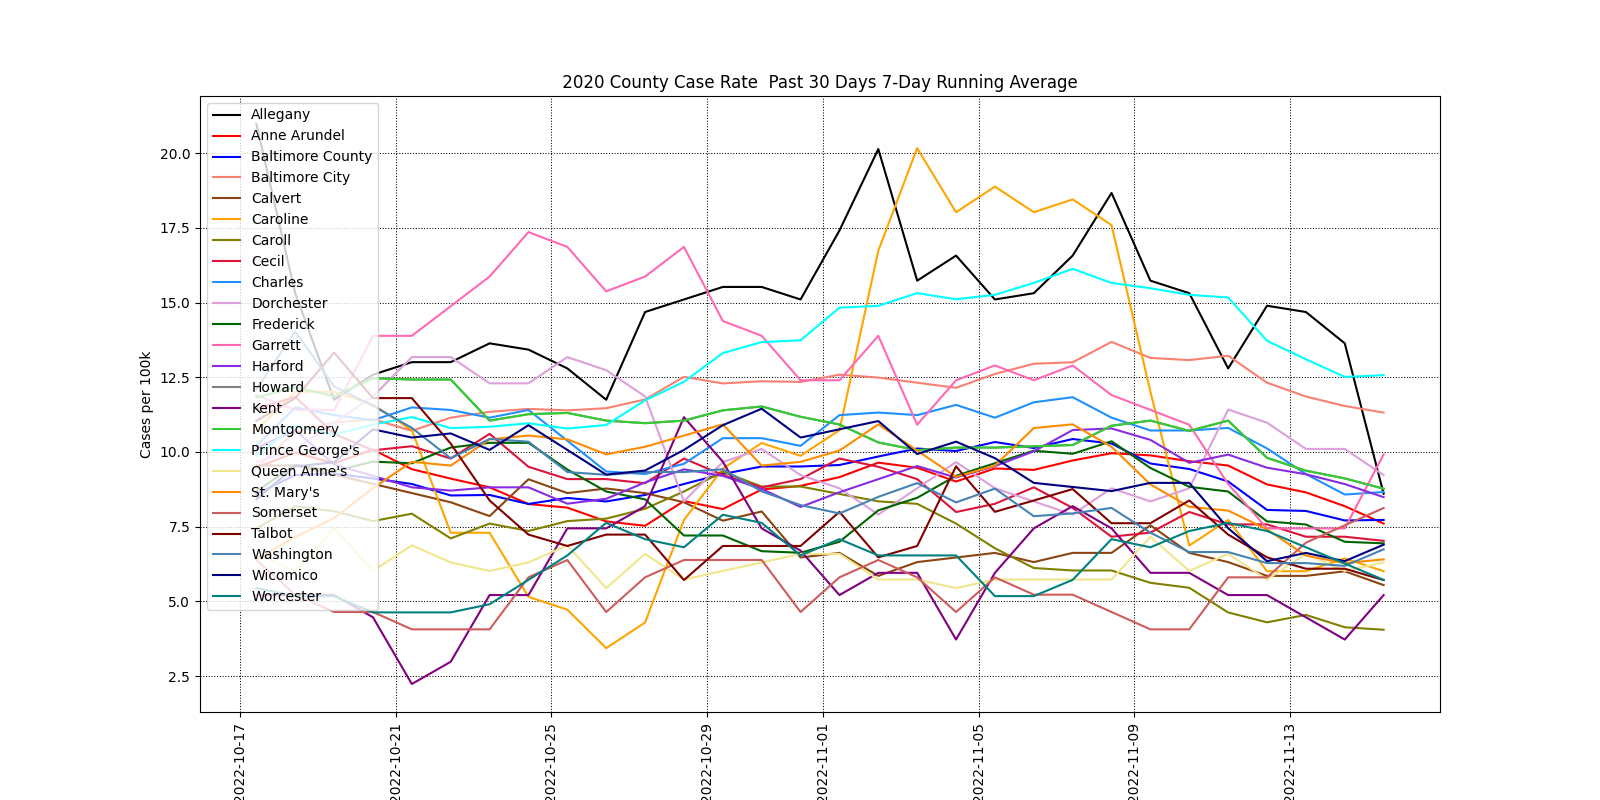 2020 County Case Rate  Past 30 Days 7-Day Running Average
Cases per 100k
20.0
17.5
15.0
12.5
10.0
7.5
5.0
2.5
Allegany
Anne Arundel
Baltimore County
Baltimore City
Calvert
Caroline
Caroll
Cecil
Charles
Dorchester
Frederick
Garrett
Harford
Howard
Kent
Montgomery
Prince George's
Queen Anne's
St. Mary's
Somerset
Talbot
Washington
Wicomico
Worcester
2022-10-17
2022-10-21
2022-10-25
2022-10-29
2022-11-01
2022-11-05
2022-11-09
2022-11-13